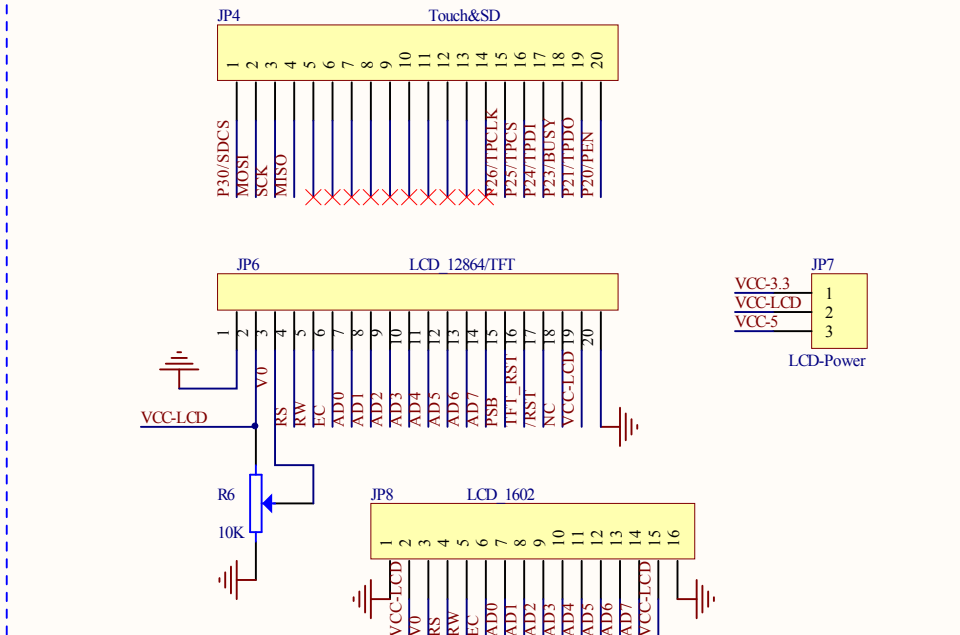 JP4 Touch&SD
1 2 3 4 5 6 7 8 9 10 11 12 13 14 15 16 17 18 19 20
P30/SDCS MOSI SCK MISO P26/TPCLK P25/TPCS P24/TPDI P23/BUSY P21/TPDO P20/PEN
JP6 LCD_12864/TFT
1 2 3 4 5 6 7 8 9 10 11 12 13 14 15 16 17 18 19 20
V0 RS RW EC AD0 AD1 AD2 AD3 AD4 AD5 AD6 AD7 PSB TFT_RST /RST NC VCC-LCD
VCC-LCD
R6
10K
JP7
VCC-3.3 1
VCC-LCD 2
VCC-5 3
LCD-Power
JP8 LCD_1602
1 2 3 4 5 6 7 8 9 10 11 12 13 14 15 16
VCC-LCD V0 RS RW EC AD0 AD1 AD2 AD3 AD4 AD5 AD6 AD7 VCC-LCD